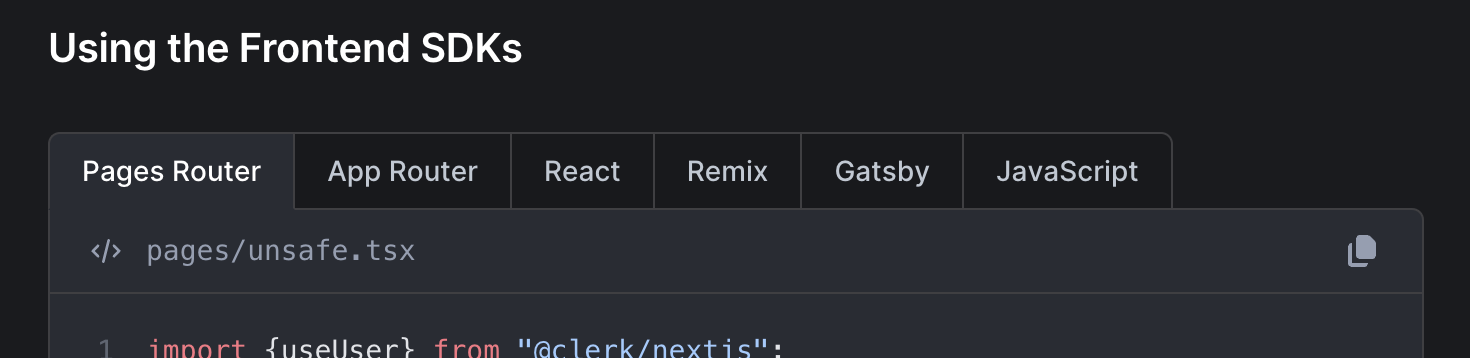 Using the Frontend SDKs
Pages Router App Router React Remix Gatsby JavaScript
</> pages/unsafe.tsx
1 import {useUser} from "@clerk/nextjs";